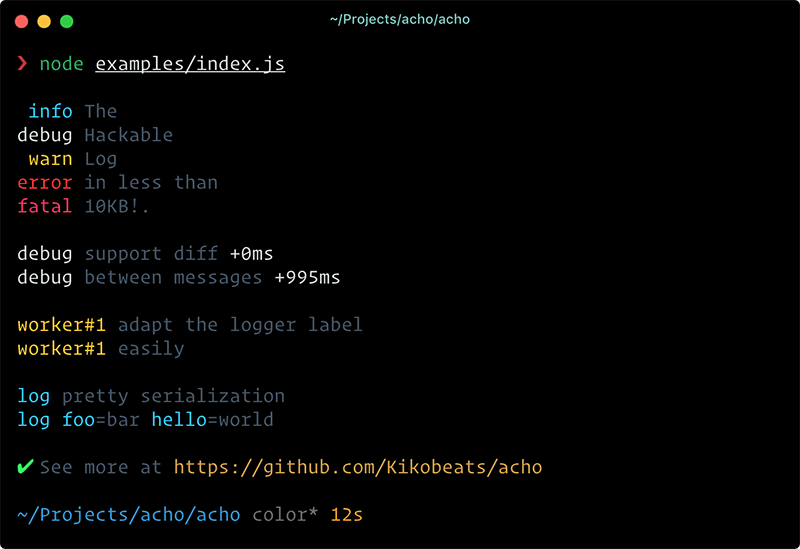 ~/Projects/acho/acho
❯ node examples/index.js
info The
debug Hackable
warn Log
error in less than
fatal 10KB!.
debug support diff +0ms
debug between messages +995ms
worker#1 adapt the logger label
worker#1 easily
log pretty serialization
log foo=bar hello=world
✔ See more at https://github.com/Kikobeats/acho
~/Projects/acho/acho color* 12s